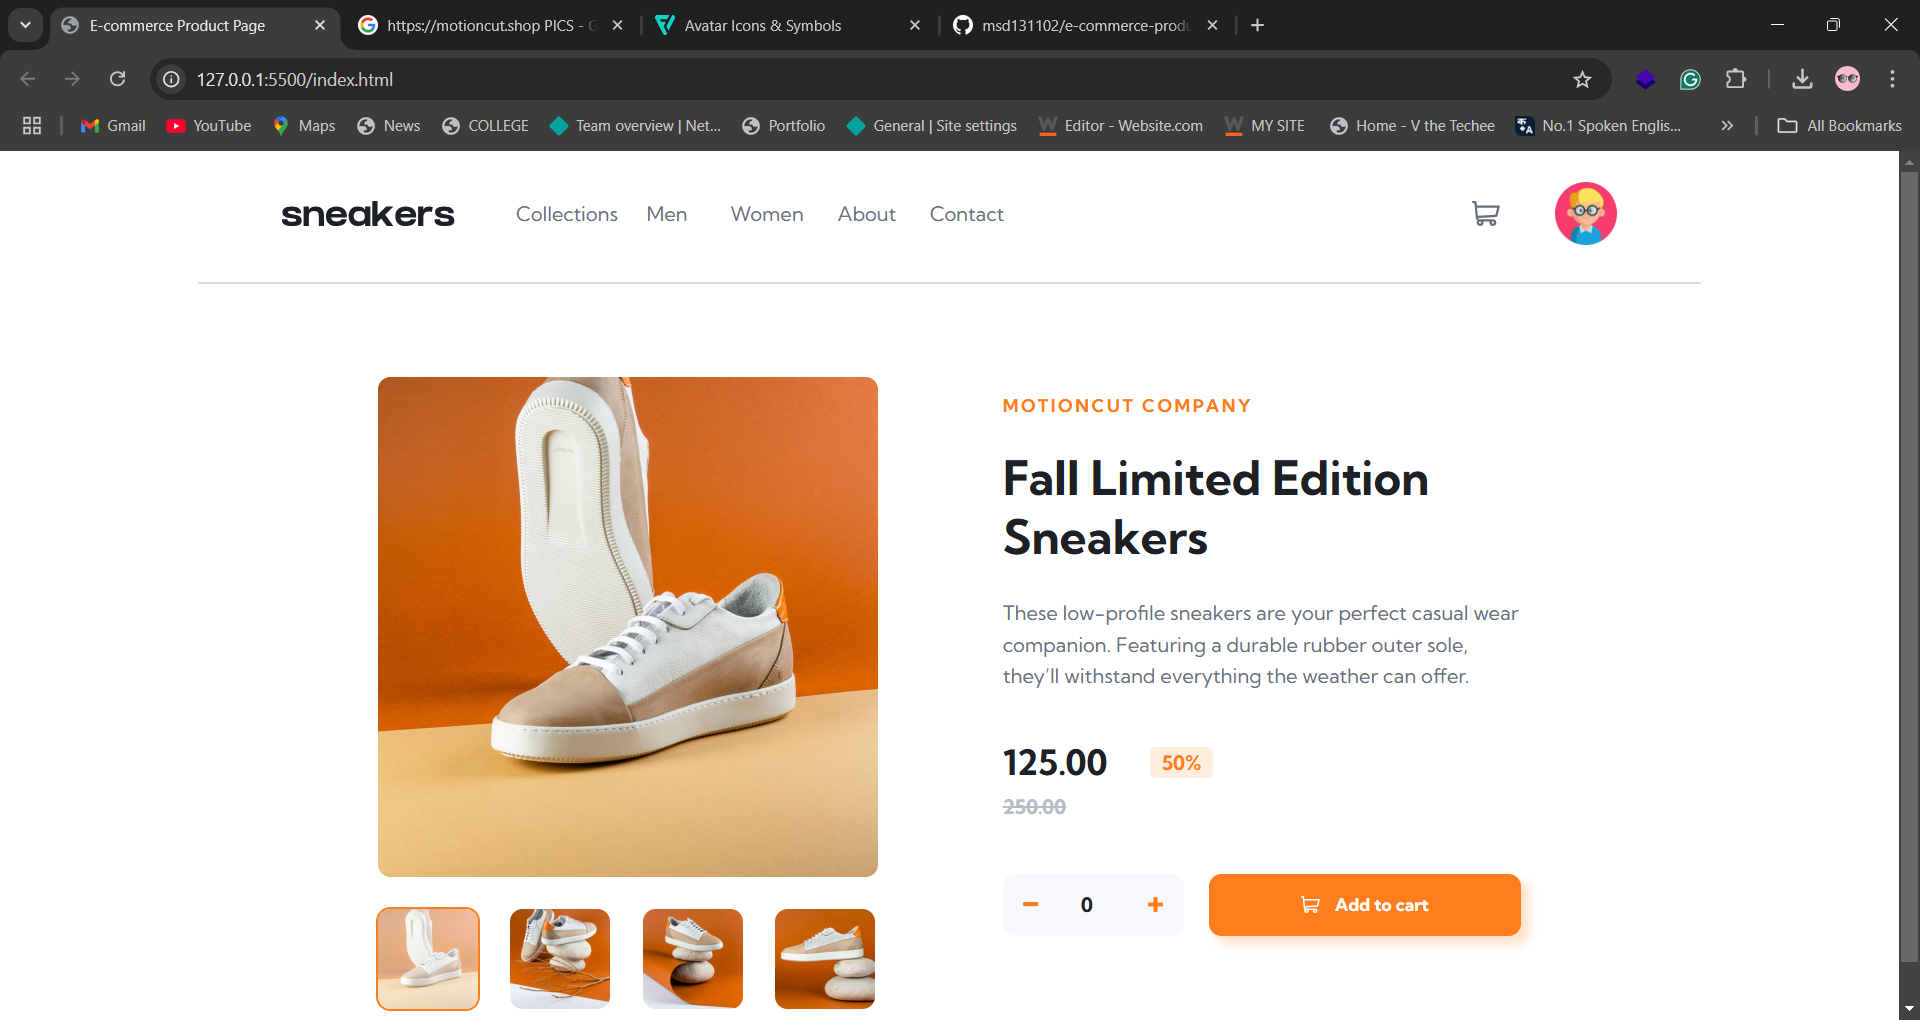 E-commerce Product Page
https://motioncut.shop PICS - G
Avatar Icons & Symbols
msd131102/e-commerce-produ
127.0.0.1:5500/index.html
Gmail
YouTube
Maps
News
COLLEGE
Team overview | Net...
Portfolio
General | Site settings
Editor - Website.com
MY SITE
Home - V the Techee
No.1 Spoken Englis...
All Bookmarks
sneakers
Collections
Men
Women
About
Contact
MOTIONCUT COMPANY
Fall Limited Edition
Sneakers
These low-profile sneakers are your perfect casual wear
companion. Featuring a durable rubber outer sole,
they’ll withstand everything the weather can offer.
125.00
50%
250.00
0
Add to cart